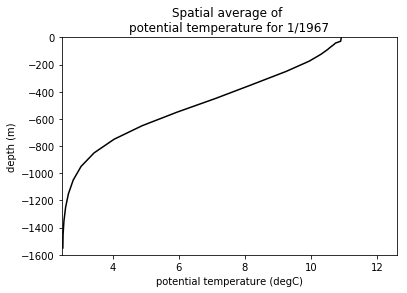 Spatial average of
potential temperature for 1/1967
0
−200
−400
−600
−800
−1000
−1200
−1400
−1600
depth (m)
4 6 8 10 12
potential temperature (degC)